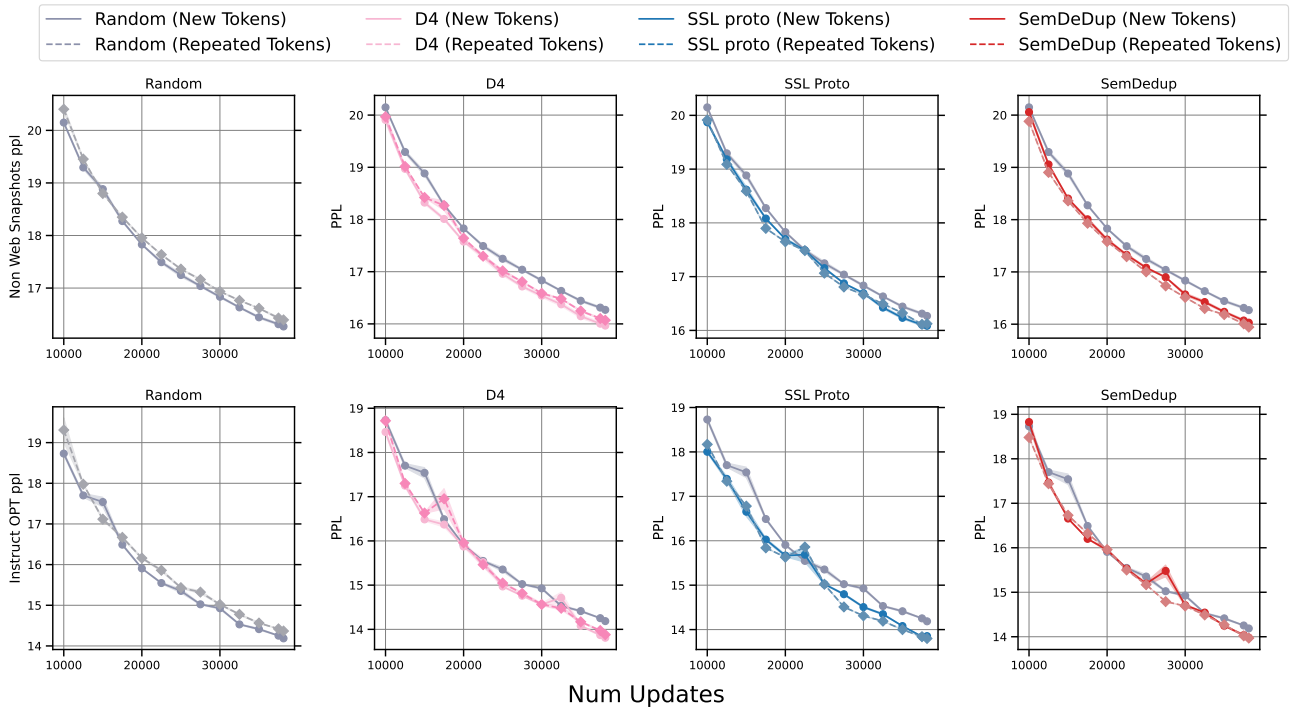 Random (New Tokens) D4 (New Tokens) SSL proto (New Tokens) SemDeDup (New Tokens)
Random (Repeated Tokens) D4 (Repeated Tokens) SSL proto (Repeated Tokens) SemDeDup (Repeated Tokens)
Random
Non Web Snapshots ppl
20
19
18
17
10000 20000 30000
D4
PPL
20
19
18
17
16
10000 20000 30000
SSL Proto
PPL
20
19
18
17
16
10000 20000 30000
SemDedup
PPL
20
19
18
17
16
10000 20000 30000
Random
Instruct OPT ppl
19
18
17
16
15
14
10000 20000 30000
D4
PPL
19
18
17
16
15
14
10000 20000 30000
SSL Proto
PPL
19
18
17
16
15
14
10000 20000 30000
SemDedup
PPL
19
18
17
16
15
14
10000 20000 30000
Num Updates